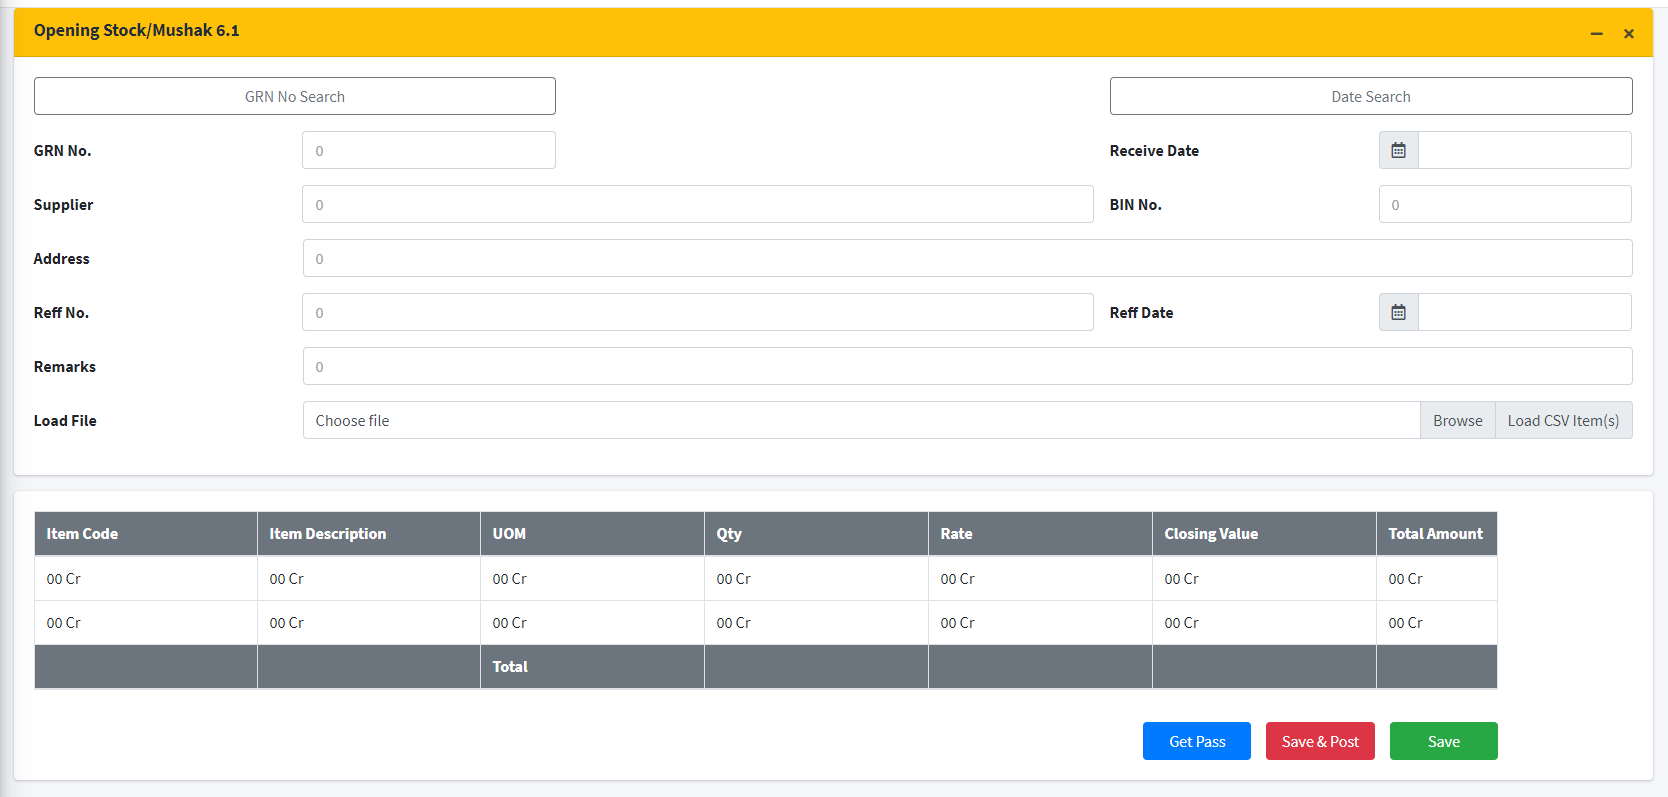 Opening Stock/Mushak 6.1
GRN No Search
Date Search
GRN No.
0
Receive Date
Supplier
0
BIN No.
0
Address
0
Reff No.
0
Reff Date
Remarks
0
Load File
Choose file
Browse
Load CSV Item(s)
Item Code Item Description UOM Qty Rate Closing Value Total Amount
00 Cr 00 Cr 00 Cr 00 Cr 00 Cr 00 Cr 00 Cr
00 Cr 00 Cr 00 Cr 00 Cr 00 Cr 00 Cr 00 Cr
Total
Get Pass
Save & Post
Save